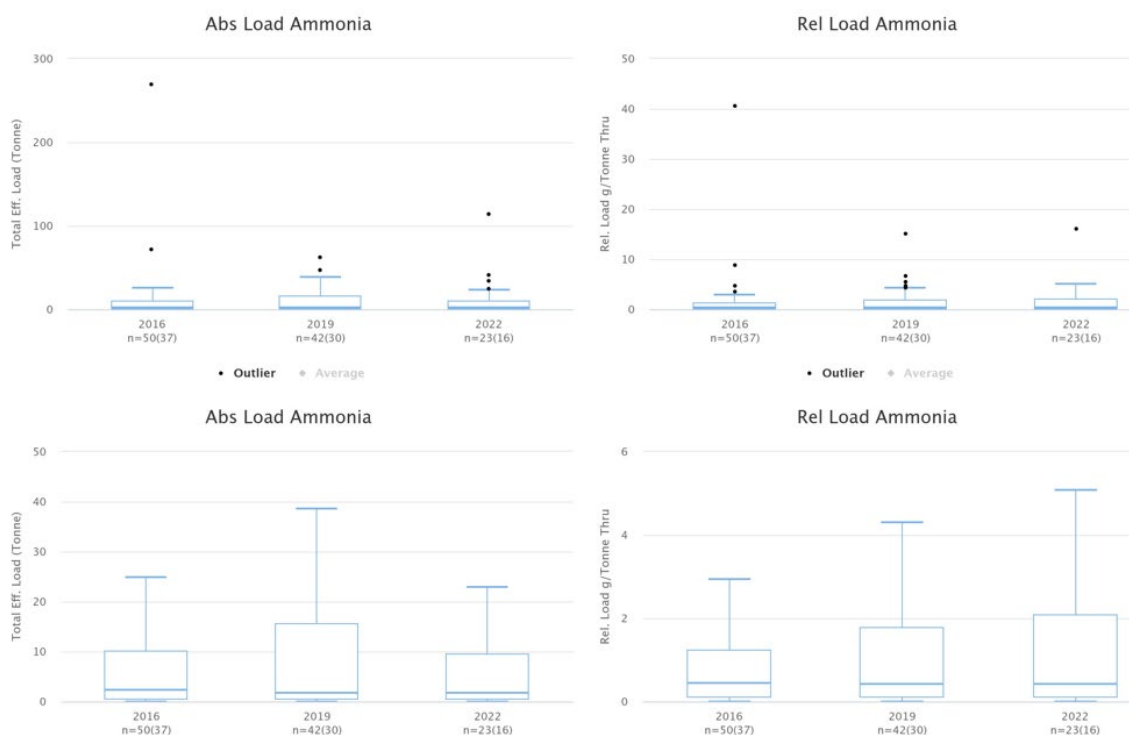 Abs Load Ammonia
Total Eff. Load (Tonne)
300
200
100
0
2016
n=50(37)
2019
n=42(30)
2022
n=23(16)
Outlier
Average
Rel Load Ammonia
Rel. Load g/Tonne Thru
50
40
30
20
10
0
2016
n=50(37)
2019
n=42(30)
2022
n=23(16)
Outlier
Average
Abs Load Ammonia
Total Eff. Load (Tonne)
50
40
30
20
10
0
2016
n=50(37)
2019
n=42(30)
2022
n=23(16)
Rel Load Ammonia
Rel. Load g/Tonne Thru
6
4
2
0
2016
n=50(37)
2019
n=42(30)
2022
n=23(16)